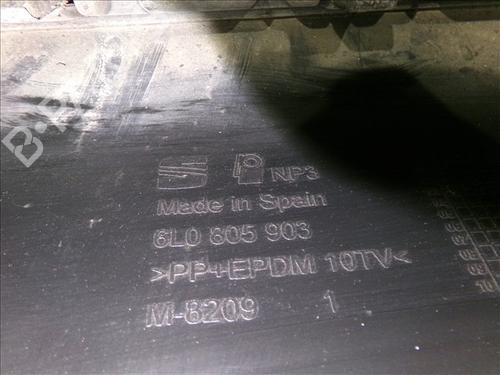 S P NP3
Made in Spain
6L0 805 903
>PP+EPDM 10TV<
M-8209 1